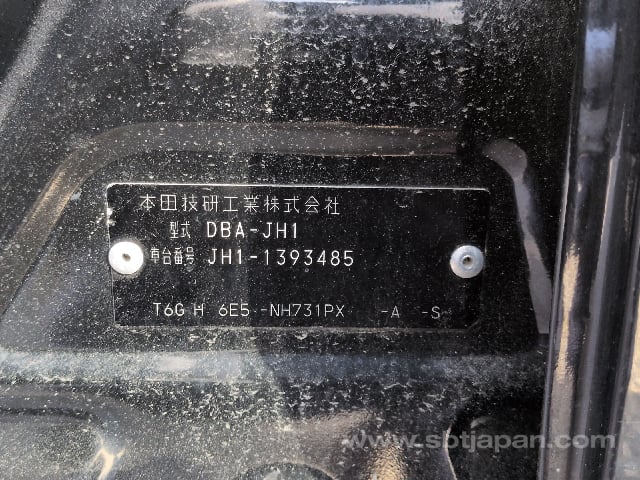 本田技研工業株式会社
型式 DBA-JH1
車台番号 JH1-1393485
T6G H 6E5 -NH731PX -A -S
www.sbtjapan.com